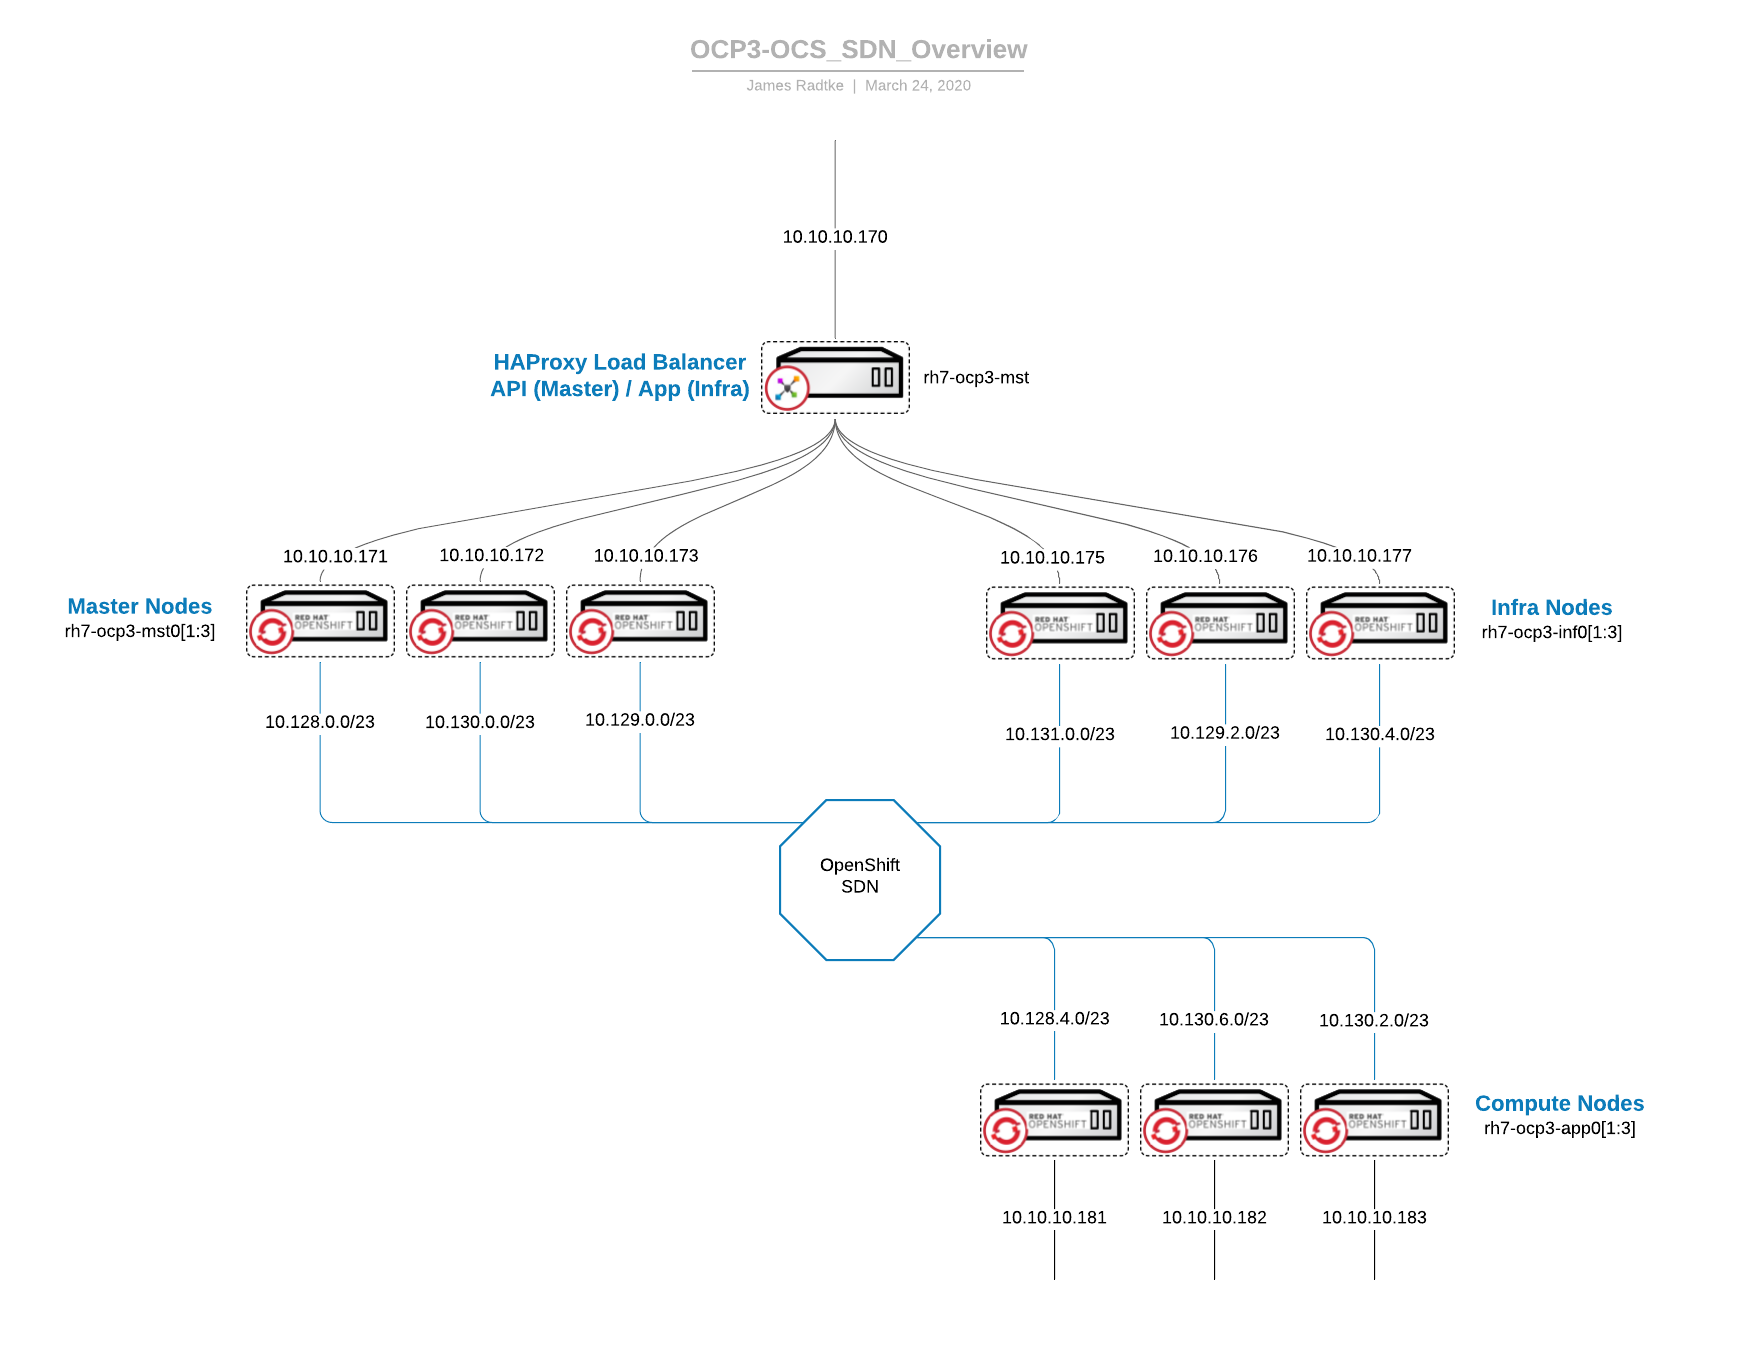 OCP3-OCS_SDN_Overview
James Radtke | March 24, 2020
10.10.10.170
HAProxy Load Balancer
API (Master) / App (Infra)
rh7-ocp3-mst
10.10.10.171
10.10.10.172
10.10.10.173
10.10.10.175
10.10.10.176
10.10.10.177
Master Nodes
rh7-ocp3-mst0[1:3]
RED HAT
OPENSHIFT
RED HAT
OPENSHIFT
RED HAT
OPENSHIFT
RED HAT
OPENSHIFT
RED HAT
OPENSHIFT
RED HAT
OPENSHIFT
Infra Nodes
rh7-ocp3-inf0[1:3]
10.128.0.0/23
10.130.0.0/23
10.129.0.0/23
10.131.0.0/23
10.129.2.0/23
10.130.4.0/23
OpenShift
SDN
10.128.4.0/23
10.130.6.0/23
10.130.2.0/23
RED HAT
OPENSHIFT
RED HAT
OPENSHIFT
RED HAT
OPENSHIFT
Compute Nodes
rh7-ocp3-app0[1:3]
10.10.10.181
10.10.10.182
10.10.10.183